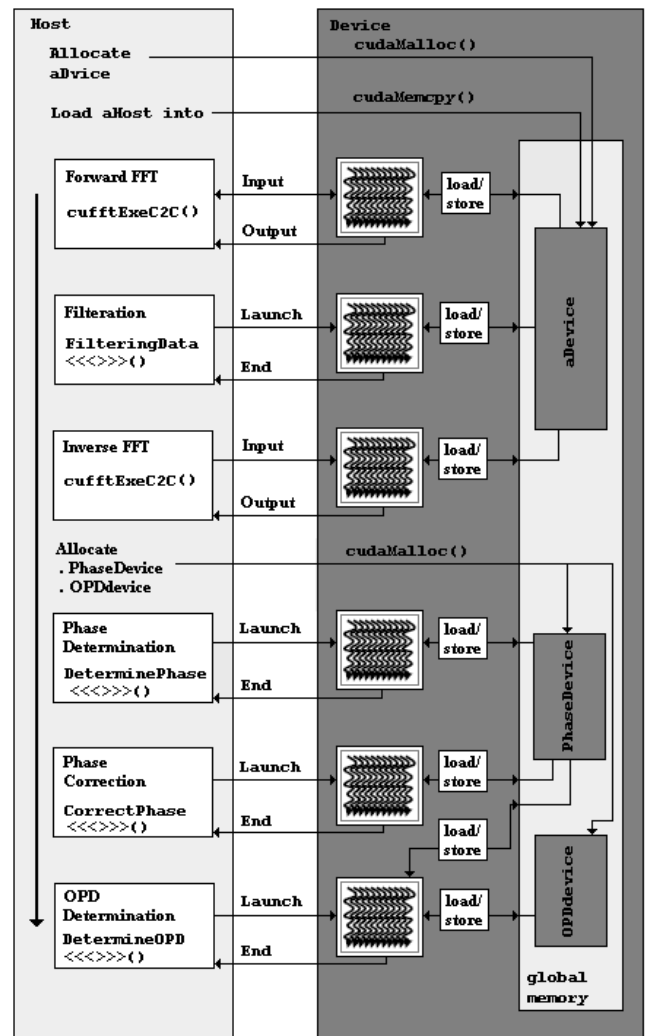 Host
Device
cudaMalloc()
Allocate
aDvice
cudaMemcpy()
Load aHost into
Forward FFT
cufftExeC2C()
Input
Output
load/
store
Filteration
FilteringData
<<<>>>()
Launch
End
load/
store
aDevice
Inverse FFT
cufftExeC2C()
Input
Output
load/
store
Allocate
. PhaseDevice
. OPDdevice
cudaMalloc()
Phase
Determination
DeterminePhase
<<<>>>()
Launch
End
load/
store
PhaseDevice
Phase
Correction
CorrectPhase
<<<>>>()
Launch
End
load/
store
load/
store
OPD
Determination
DetermineOPD
<<<>>>()
Launch
End
load/
store
OPDdevice
global
memory